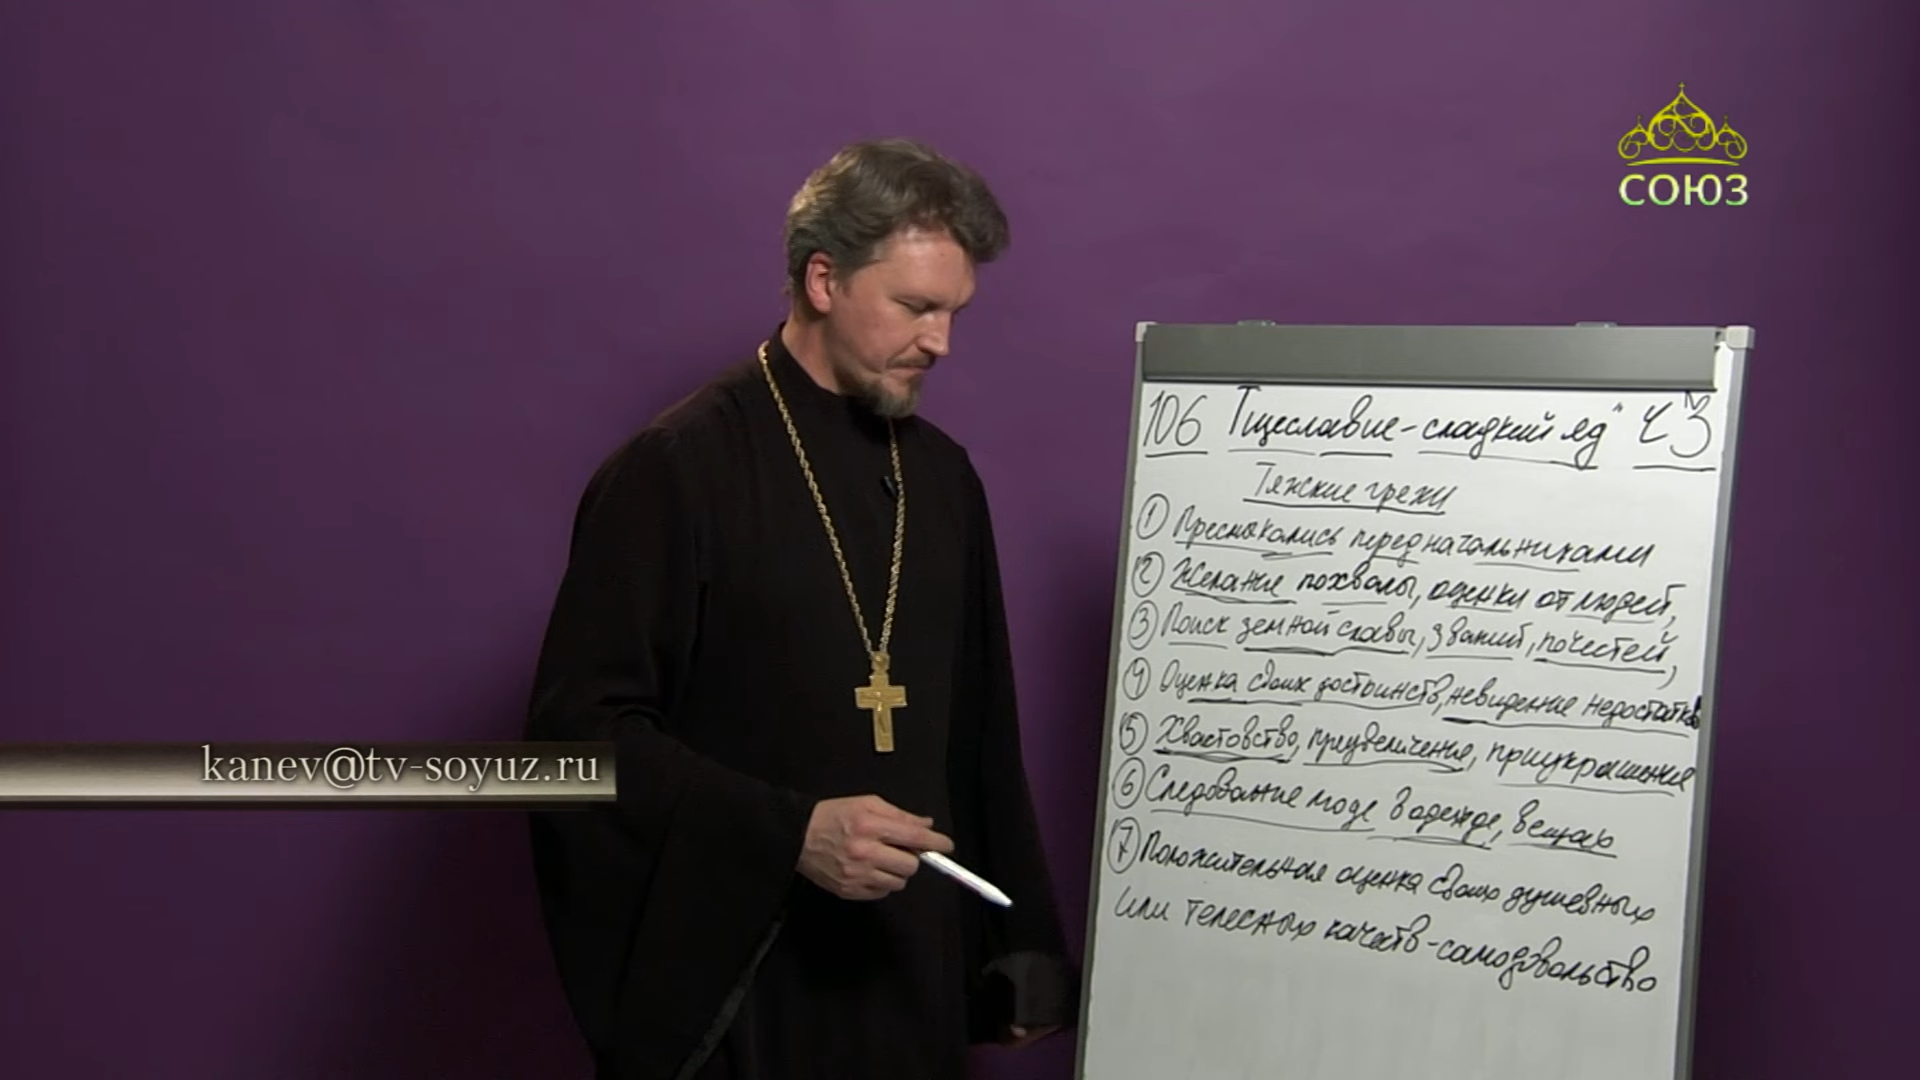 СОЮЗ
106 Тщеславие-сладкий яд" ч 3
Тяжские грехи
1 Пресмыкались перед начальниками
2 Желание похвалы, оценки от людей,
3 Поиск земной славы, званий, почестей,
4 Оценка своих достоинств, невидение недостатков
5 Хвастовство, преувеличение, приукрашение
6 Следование моде в одежде, вещах
7 Положительная оценка своих душевных
или телесных качеств-самодовольство
kanev@tv-soyuz.ru